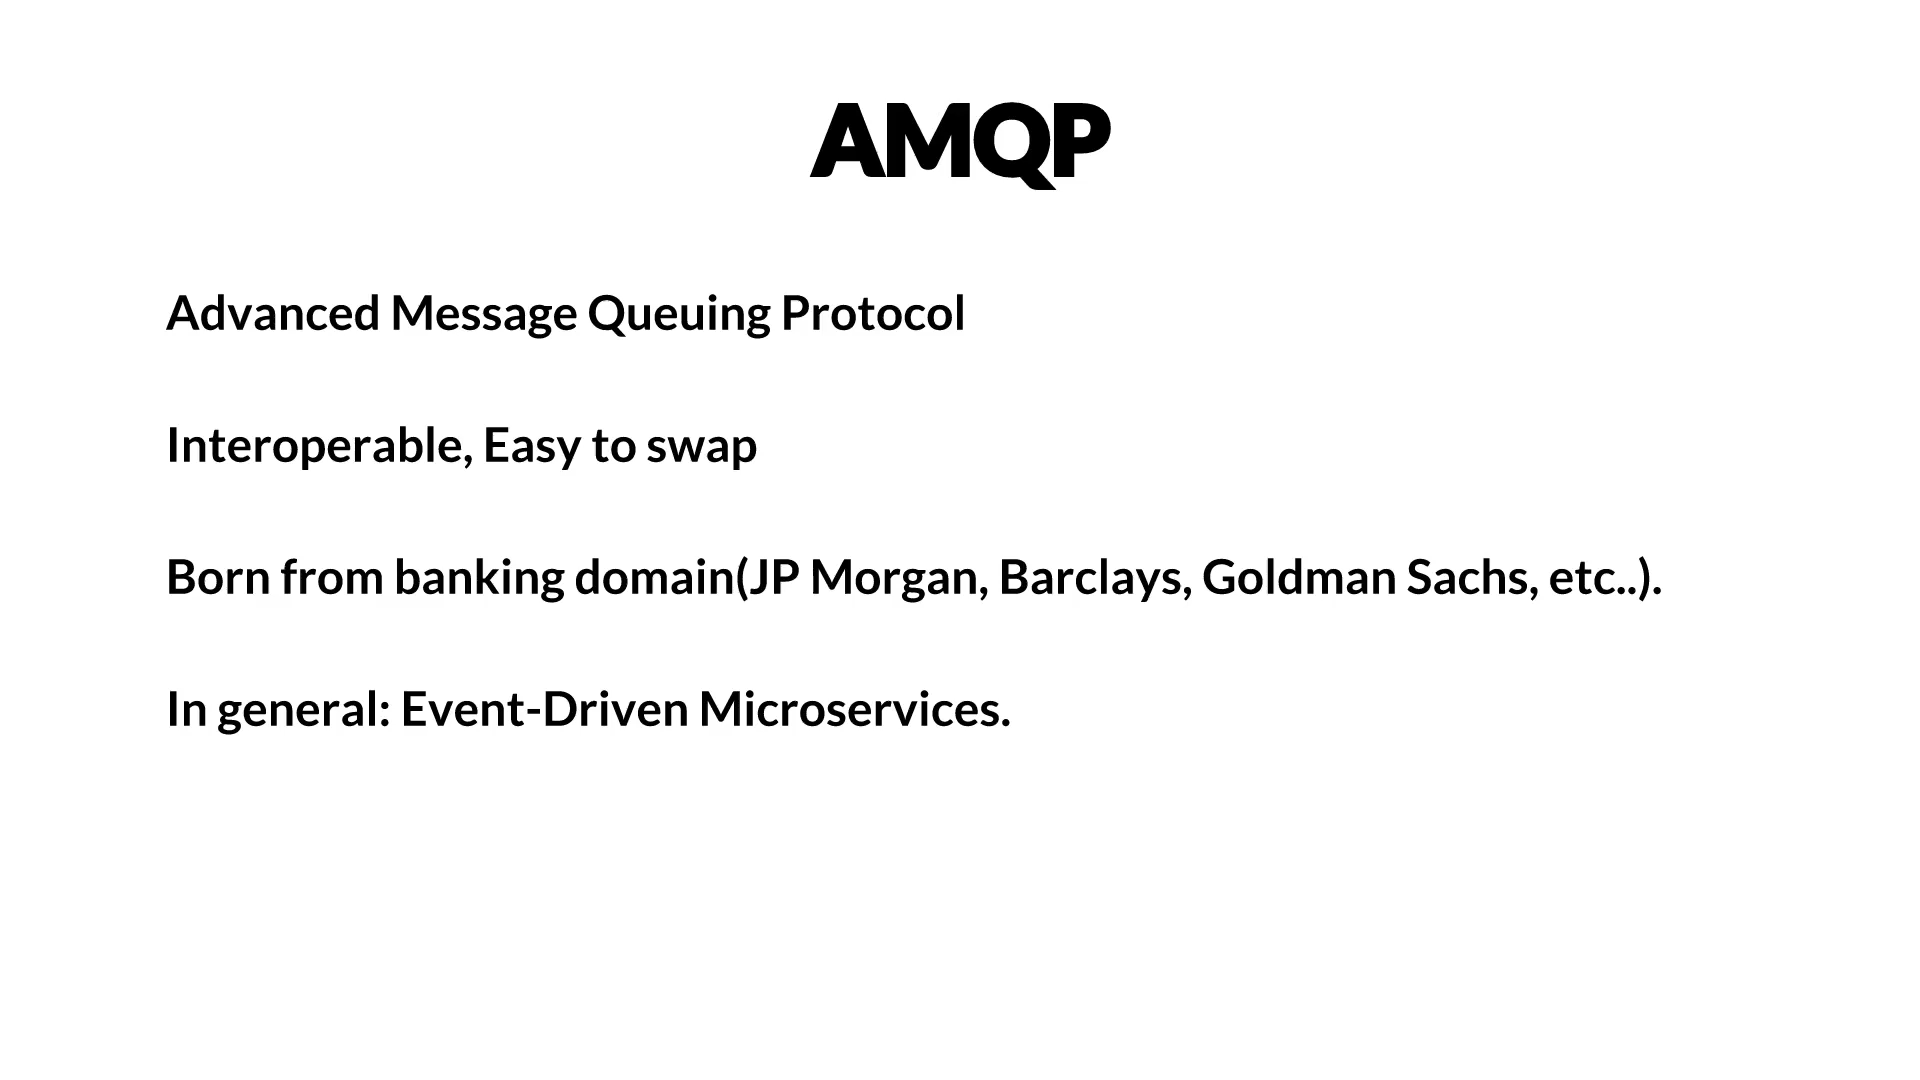 AMQP
Advanced Message Queuing Protocol
Interoperable, Easy to swap
Born from banking domain(JP Morgan, Barclays, Goldman Sachs, etc..).
In general: Event-Driven Microservices.